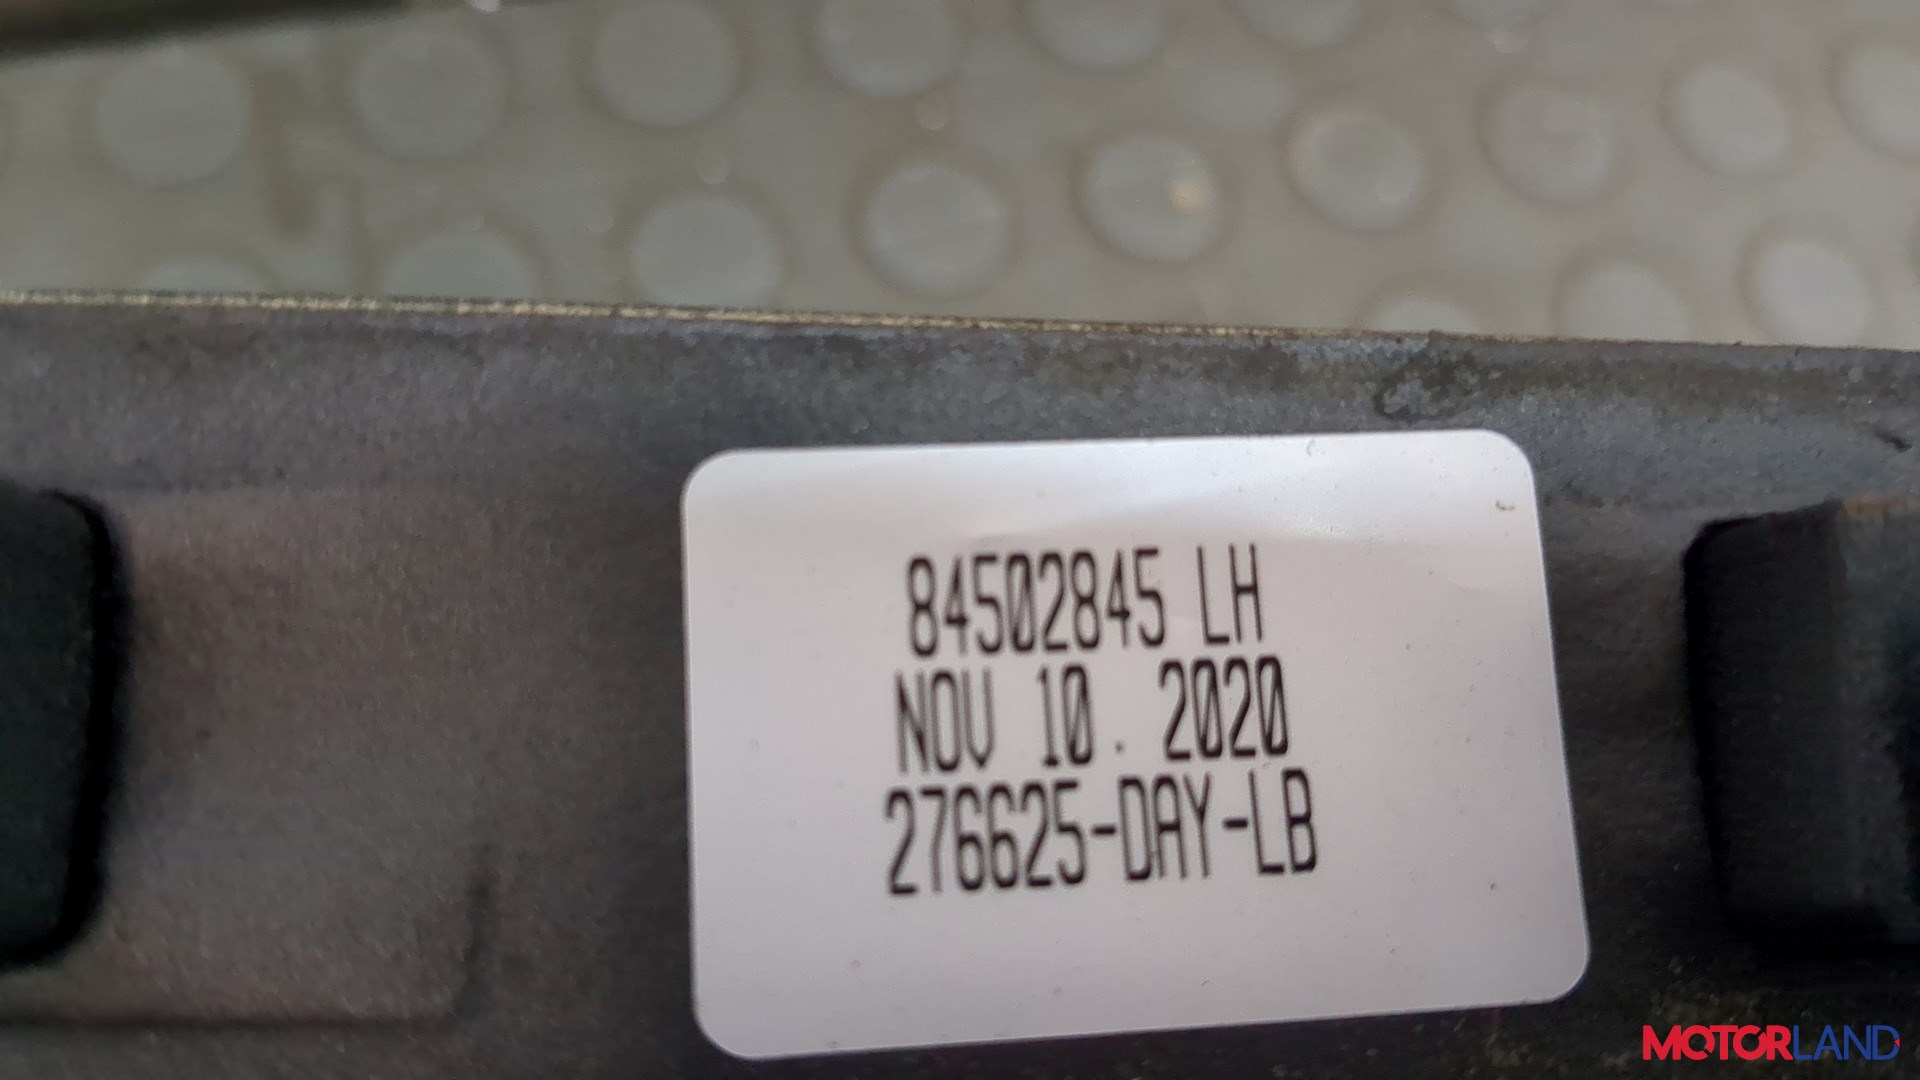 84502845 LH
NOV 10. 2020
276625-DAY-LB
MOTORLAND